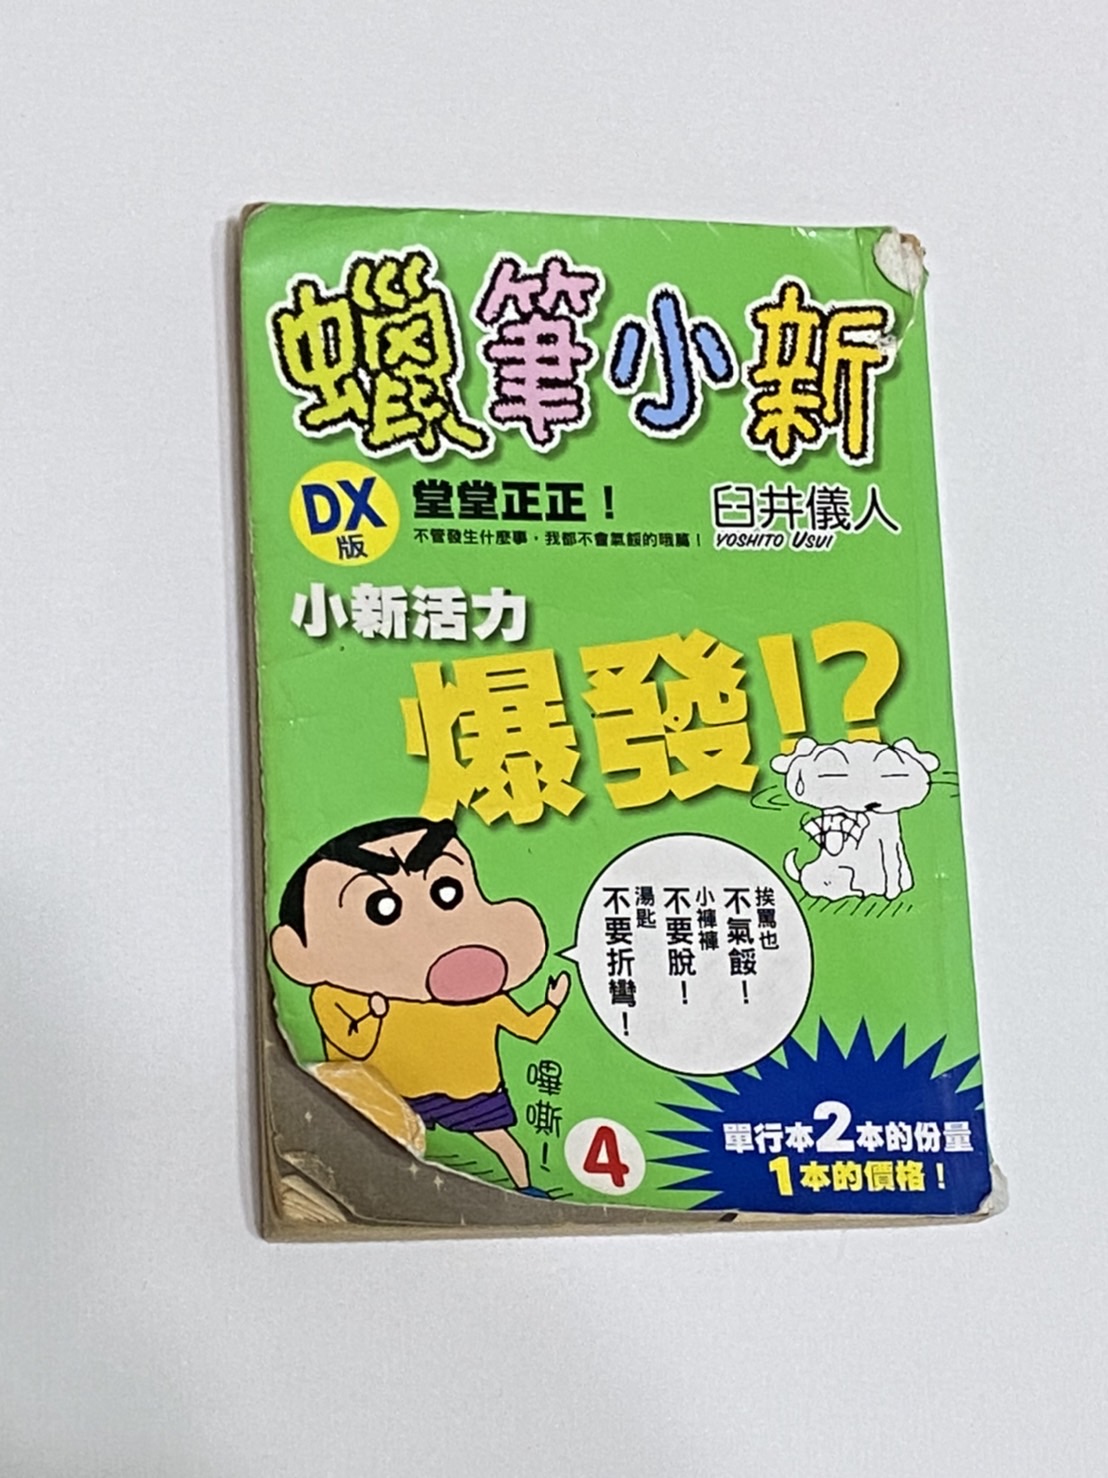 蠟筆小新
DX版
堂堂正正！
不管發生什麼事，我都不會氣餒的哦篇！
臼井儀人
YOSHITO USUI
小新活力
爆發!?
挨罵也
不氣餒！
小褲褲
不要脫！
湯匙
不要折彎！
嗶嘶！
4
單行本2本的份量
1本的價格！